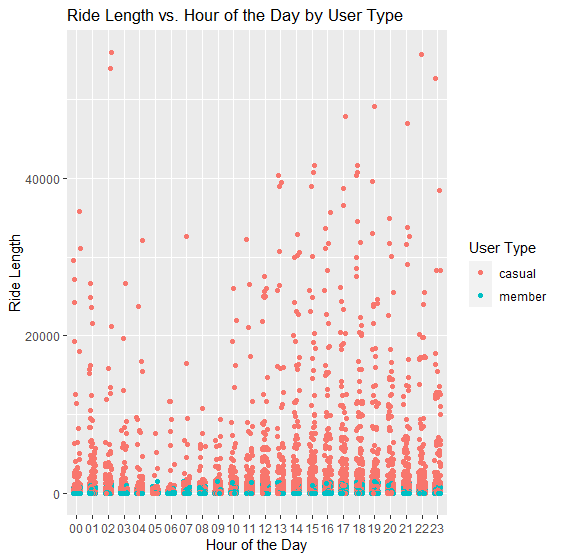 Ride Length vs. Hour of the Day by User Type
Ride Length
40000
20000
0
00 01 02 03 04 05 06 07 08 09 10 11 12 13 14 15 16 17 18 19 20 21 22 23
Hour of the Day
User Type
casual
member